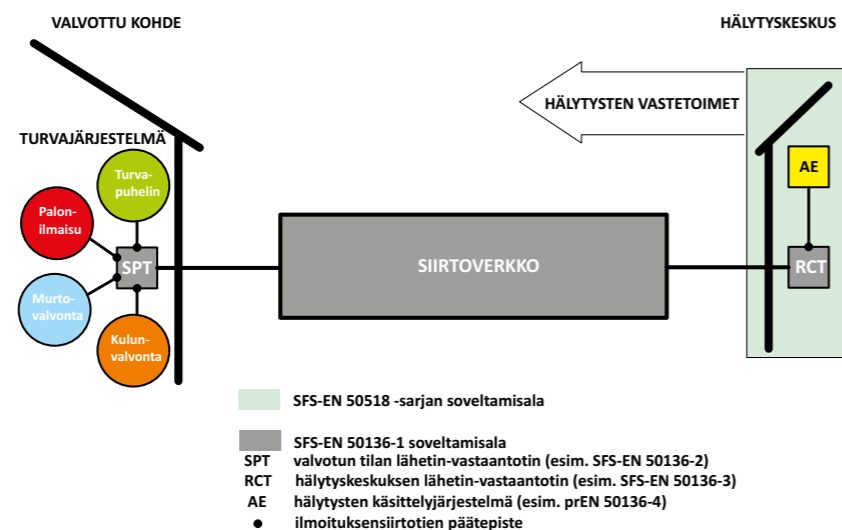 VALVOTTU KOHDE
HÄLYTYSKESKUS
HÄLYTYSTEN VASTETOIMET
TURVAJÄRJESTELMÄ
Turva-
puhelin
Palon-
ilmaisu
SPT
Murto-
valvonta
Kulun-
valvonta
SIIRTOVERKKO
AE
RCT
SFS-EN 50518 -sarjan soveltamisala
SFS-EN 50136-1 soveltamisala
SPT valvotun tilan lähetin-vastaantotin (esim. SFS-EN 50136-2)
RCT hälytyskeskuksen lähetin-vastaantotin (esim. SFS-EN 50136-3)
AE hälytysten käsittelyjärjestelmä (esim. prEN 50136-4)
● ilmoituksensiirtotien päätepiste